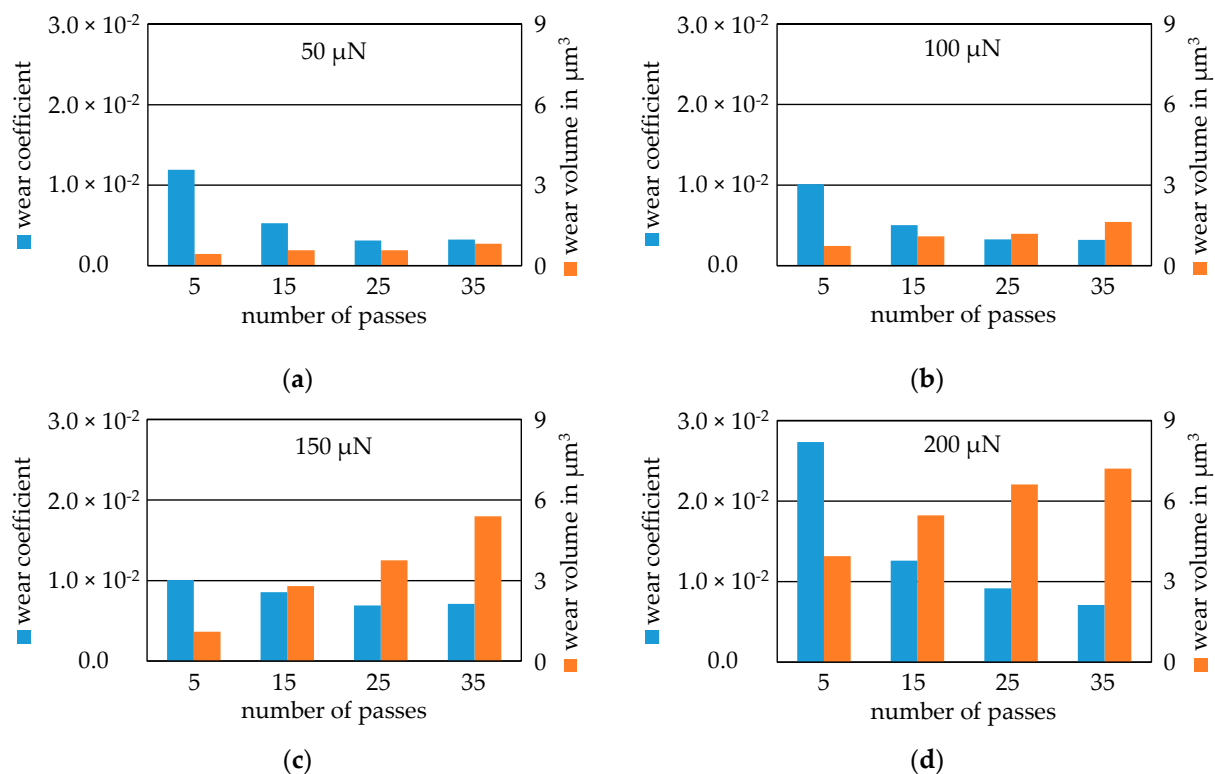 50 µN
3.0 × 10⁻²
2.0 × 10⁻²
1.0 × 10⁻²
0.0
wear coefficient
9
6
3
0
wear volume in µm³
5 15 25 35
number of passes
(a)
100 µN
3.0 × 10⁻²
2.0 × 10⁻²
1.0 × 10⁻²
0.0
wear coefficient
9
6
3
0
wear volume in µm³
5 15 25 35
number of passes
(b)
150 µN
3.0 × 10⁻²
2.0 × 10⁻²
1.0 × 10⁻²
0.0
wear coefficient
9
6
3
0
wear volume in µm³
5 15 25 35
number of passes
(c)
200 µN
3.0 × 10⁻²
2.0 × 10⁻²
1.0 × 10⁻²
0.0
wear coefficient
9
6
3
0
wear volume in µm³
5 15 25 35
number of passes
(d)